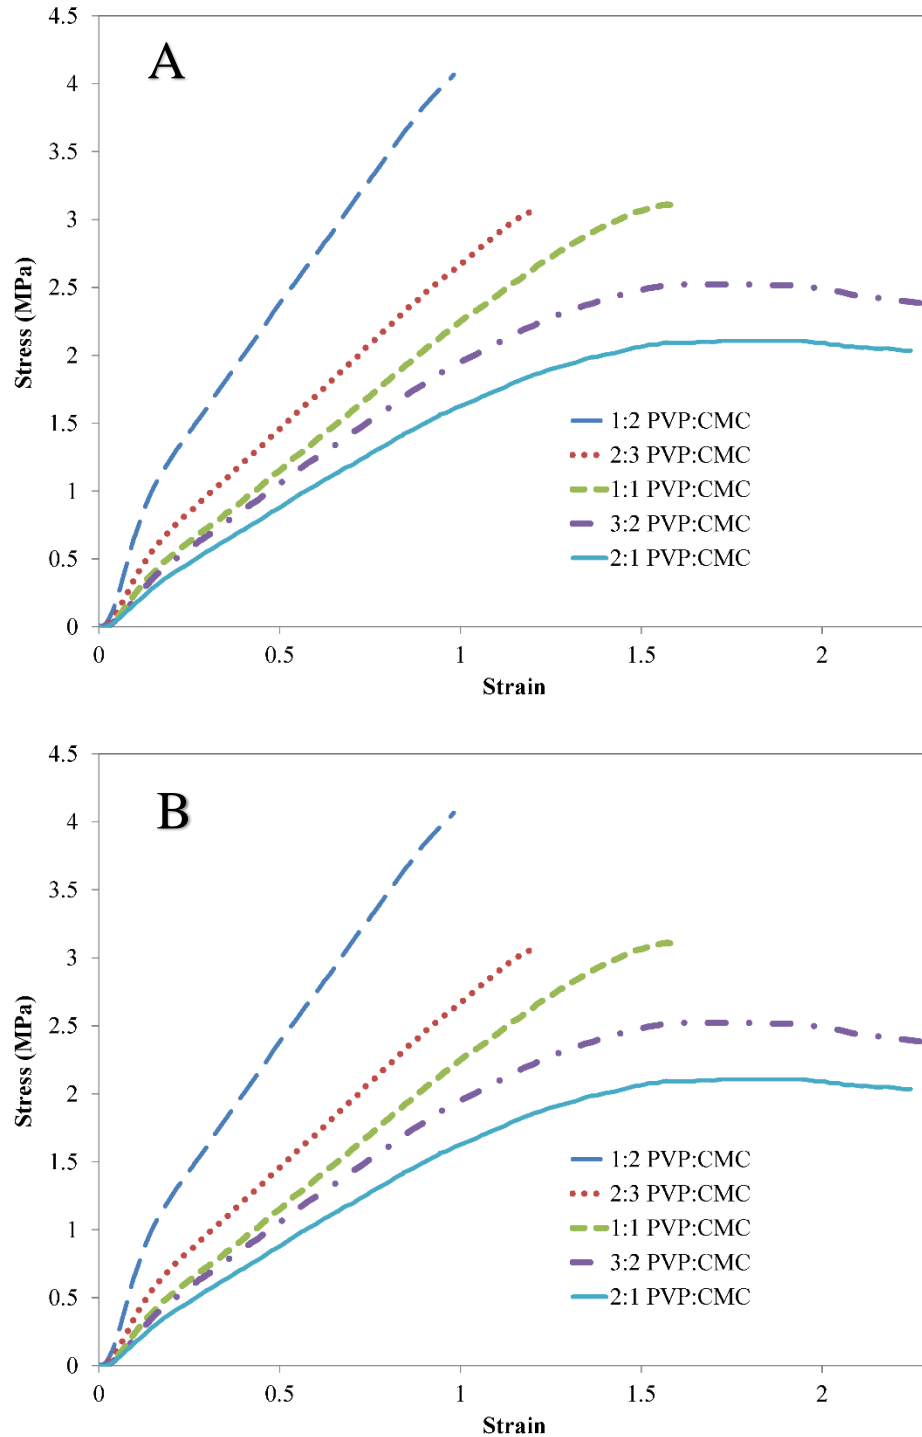 A
4.5
4
3.5
3
2.5
2
1.5
1
0.5
0
Stress (MPa)
1:2 PVP:CMC
2:3 PVP:CMC
1:1 PVP:CMC
3:2 PVP:CMC
2:1 PVP:CMC
0 0.5 1 1.5 2
Strain
B
4.5
4
3.5
3
2.5
2
1.5
1
0.5
0
Stress (MPa)
1:2 PVP:CMC
2:3 PVP:CMC
1:1 PVP:CMC
3:2 PVP:CMC
2:1 PVP:CMC
0 0.5 1 1.5 2
Strain